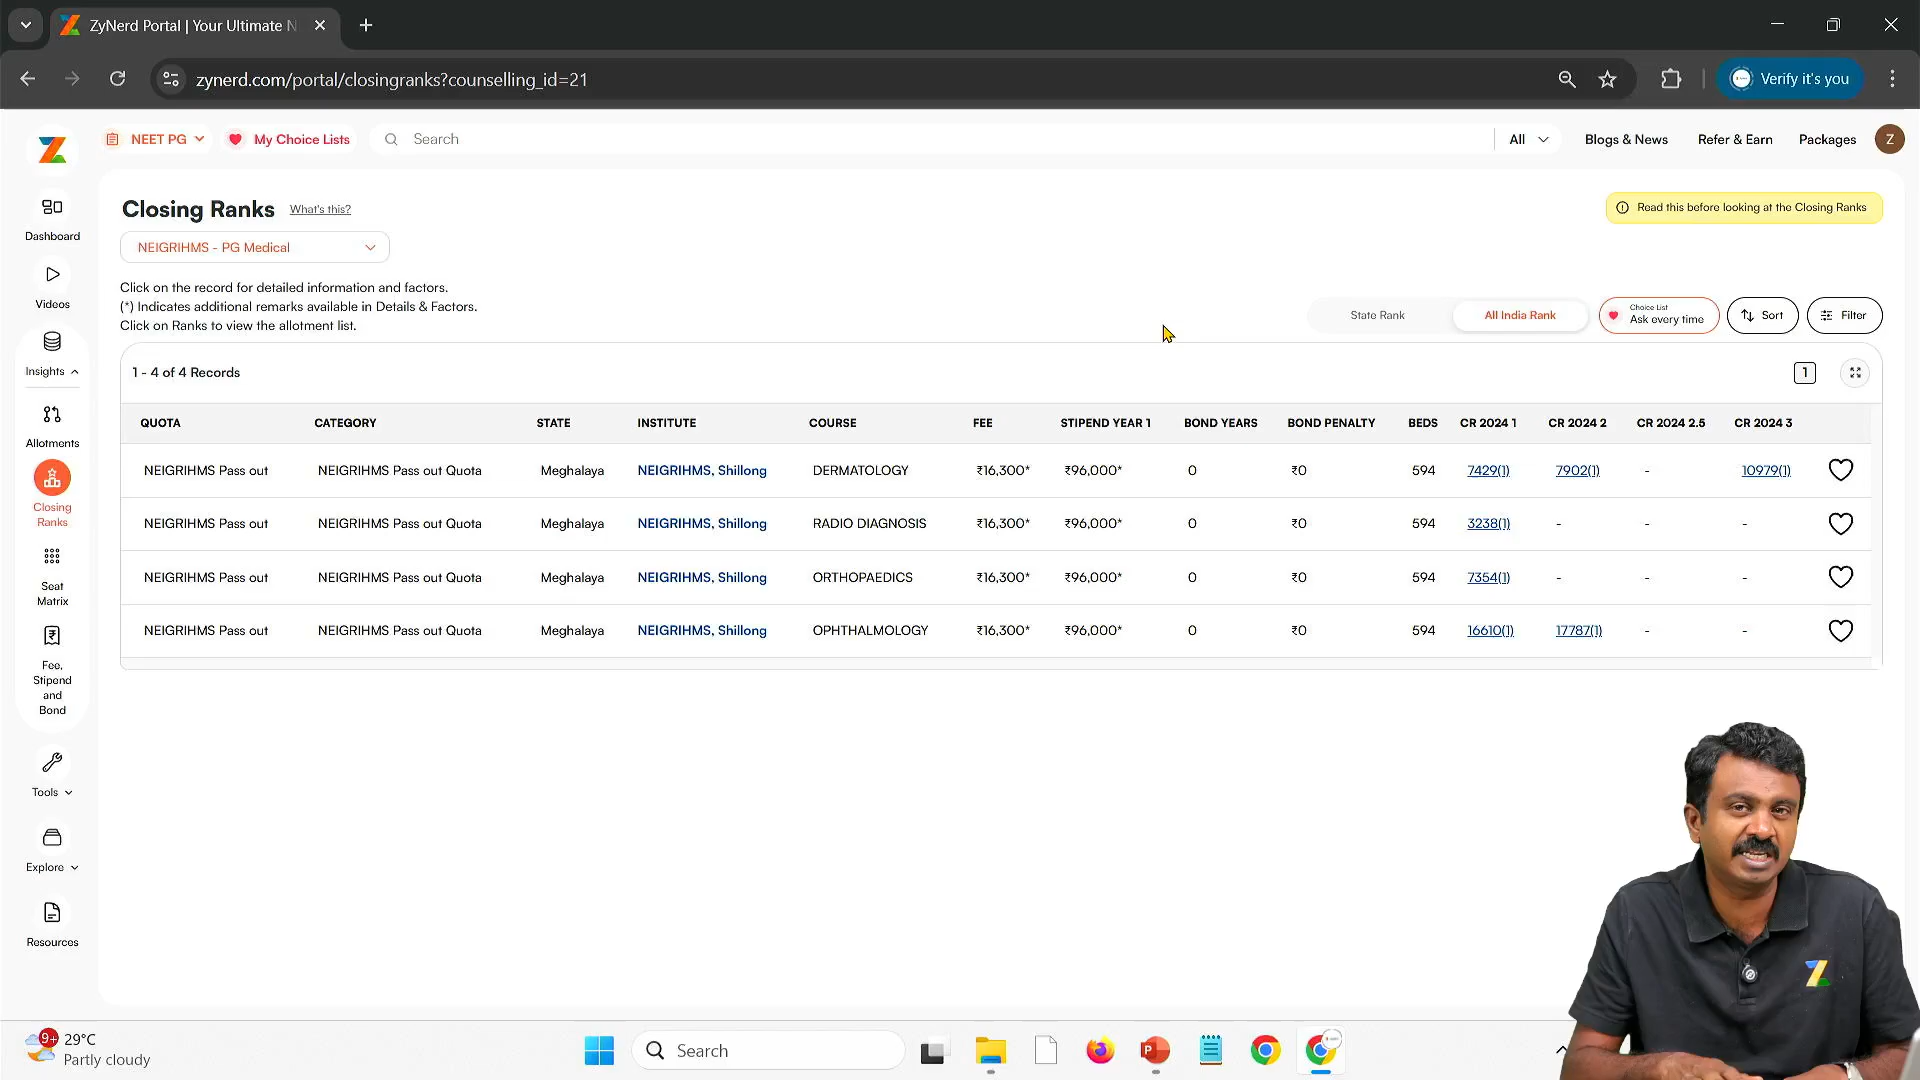 ZyNerd Portal | Your Ultimate N
zynerd.com/portal/closingranks?counselling_id=21
Verify it's you
NEET PG
My Choice Lists
Search
All
Blogs & News
Refer & Earn
Packages
Z
Dashboard
Videos
Insights
Allotments
Closing
Ranks
Seat
Matrix
Fee,
Stipend
and
Bond
Tools
Explore
Resources
Closing Ranks
What's this?
Read this before looking at the Closing Ranks
NEIGRIHMS - PG Medical
Click on the record for detailed information and factors.
(*) Indicates additional remarks available in Details & Factors.
Click on Ranks to view the allotment list.
State Rank
All India Rank
Choice List
Ask every time
Sort
Filter
1 - 4 of 4 Records
1
QUOTA CATEGORY STATE INSTITUTE COURSE FEE STIPEND YEAR 1 BOND YEARS BOND PENALTY BEDS CR 2024 1 CR 2024 2 CR 2024 2.5 CR 2024 3
NEIGRIHMS Pass out NEIGRIHMS Pass out Quota Meghalaya NEIGRIHMS, Shillong DERMATOLOGY ₹16,300* ₹96,000* 0 ₹0 594 7429(1) 7902(1) - 10979(1)
NEIGRIHMS Pass out NEIGRIHMS Pass out Quota Meghalaya NEIGRIHMS, Shillong RADIO DIAGNOSIS ₹16,300* ₹96,000* 0 ₹0 594 3238(1) - - -
NEIGRIHMS Pass out NEIGRIHMS Pass out Quota Meghalaya NEIGRIHMS, Shillong ORTHOPAEDICS ₹16,300* ₹96,000* 0 ₹0 594 7354(1) - - -
NEIGRIHMS Pass out NEIGRIHMS Pass out Quota Meghalaya NEIGRIHMS, Shillong OPHTHALMOLOGY ₹16,300* ₹96,000* 0 ₹0 594 16610(1) 17787(1) - -
9+
29°C
Partly cloudy
Search